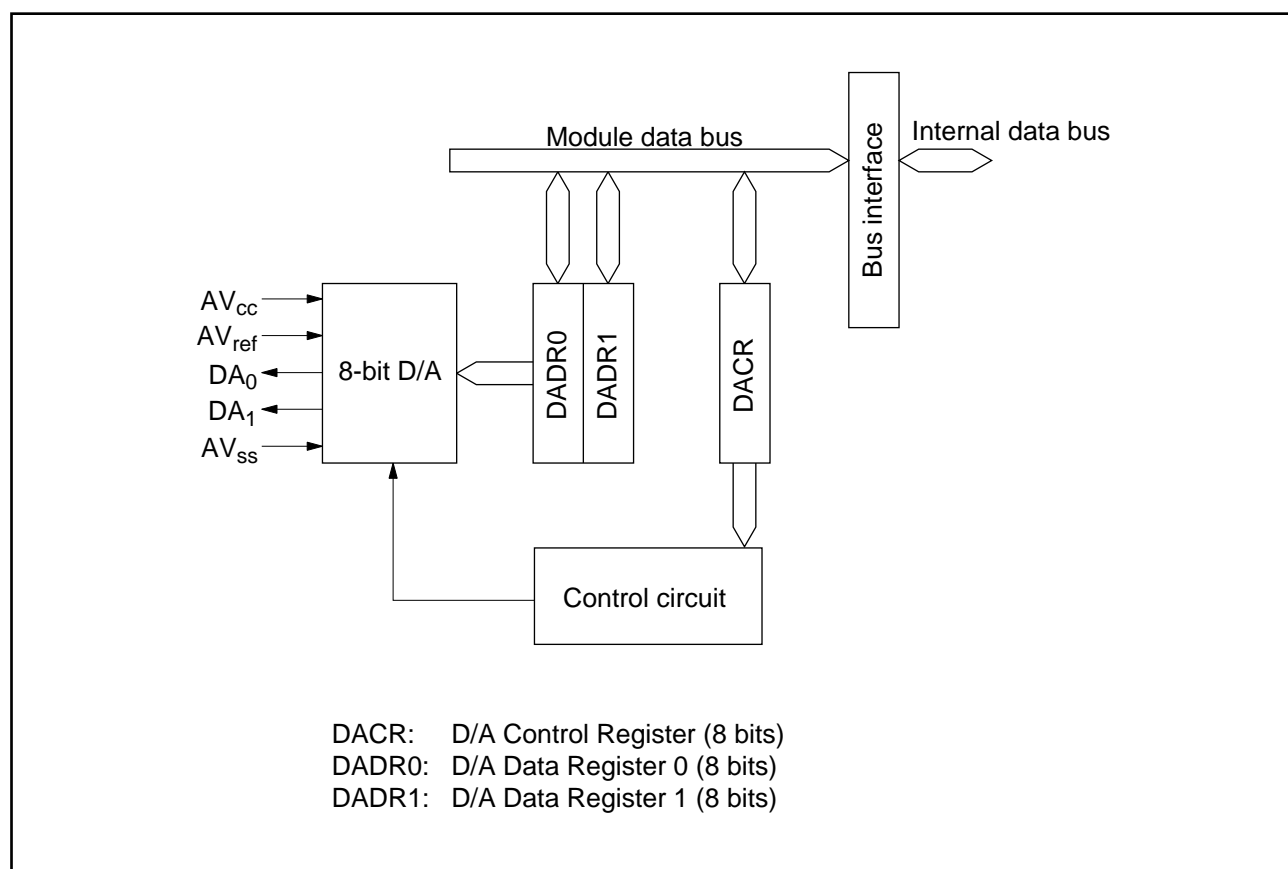 Module data bus
Internal data bus
Bus interface
AVcc
AVref
DA0
DA1
AVss
8-bit D/A
DADR0
DADR1
DACR
Control circuit
DACR: D/A Control Register (8 bits)
DADR0: D/A Data Register 0 (8 bits)
DADR1: D/A Data Register 1 (8 bits)